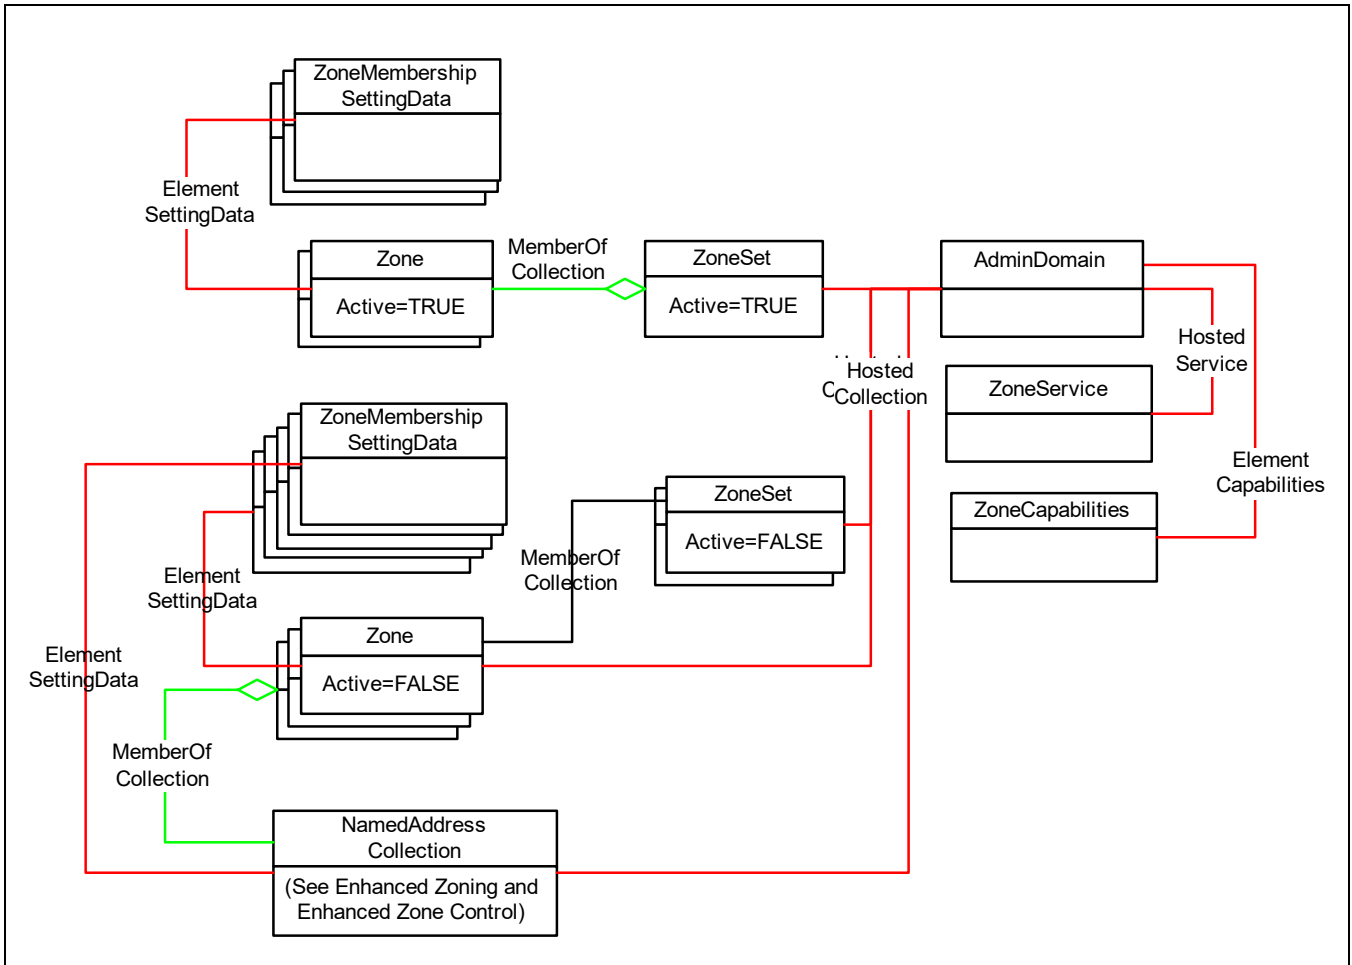 ZoneMembership
SettingData
Element
SettingData
Zone
Active=TRUE
MemberOf
Collection
ZoneSet
Active=TRUE
AdminDomain
Hosted
Service
Hosted
Collection
ZoneService
ZoneMembership
SettingData
Element
Capabilities
ZoneSet
Active=FALSE
ZoneCapabilities
MemberOf
Collection
Element
SettingData
Zone
Active=FALSE
Element
SettingData
MemberOf
Collection
NamedAddress
Collection
(See Enhanced Zoning and
Enhanced Zone Control)